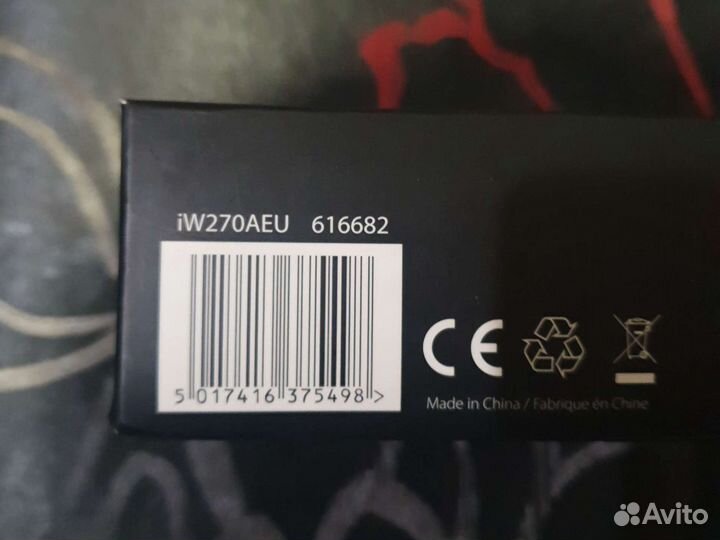 iW270AEU 616682
CE
5 017416 375498 >
Made in China / Fabriqué en Chine
Avito